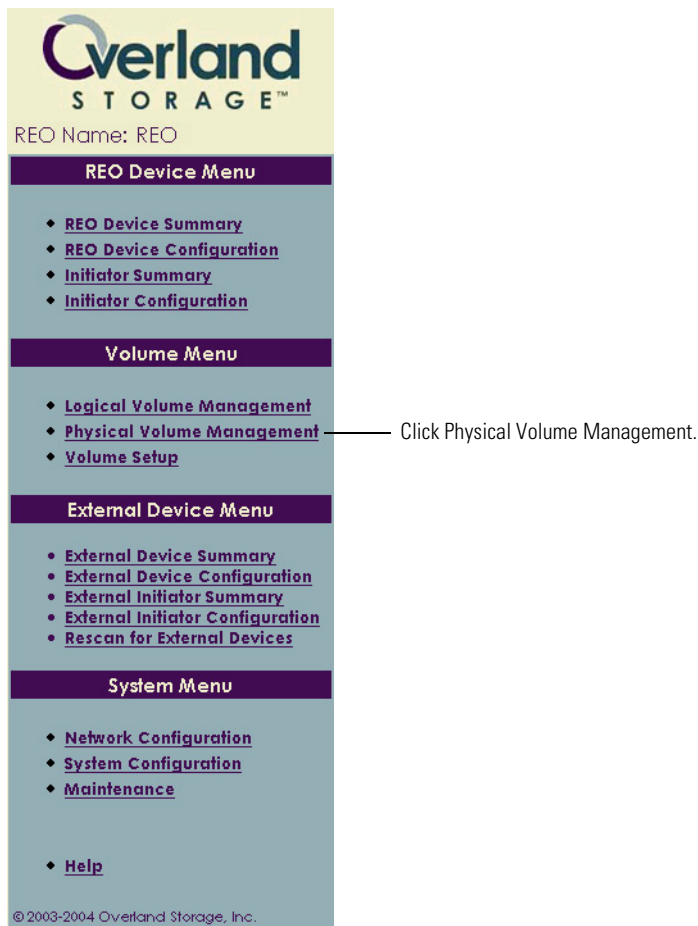 Overland
STORAGE™
REO Name: REO
REO Device Menu
REO Device Summary
REO Device Configuration
Initiator Summary
Initiator Configuration
Volume Menu
Logical Volume Management
Physical Volume Management
Click Physical Volume Management.
Volume Setup
External Device Menu
External Device Summary
External Device Configuration
External Initiator Summary
External Initiator Configuration
Rescan for External Devices
System Menu
Network Configuration
System Configuration
Maintenance
Help
© 2003-2004 Overland Storage, Inc.